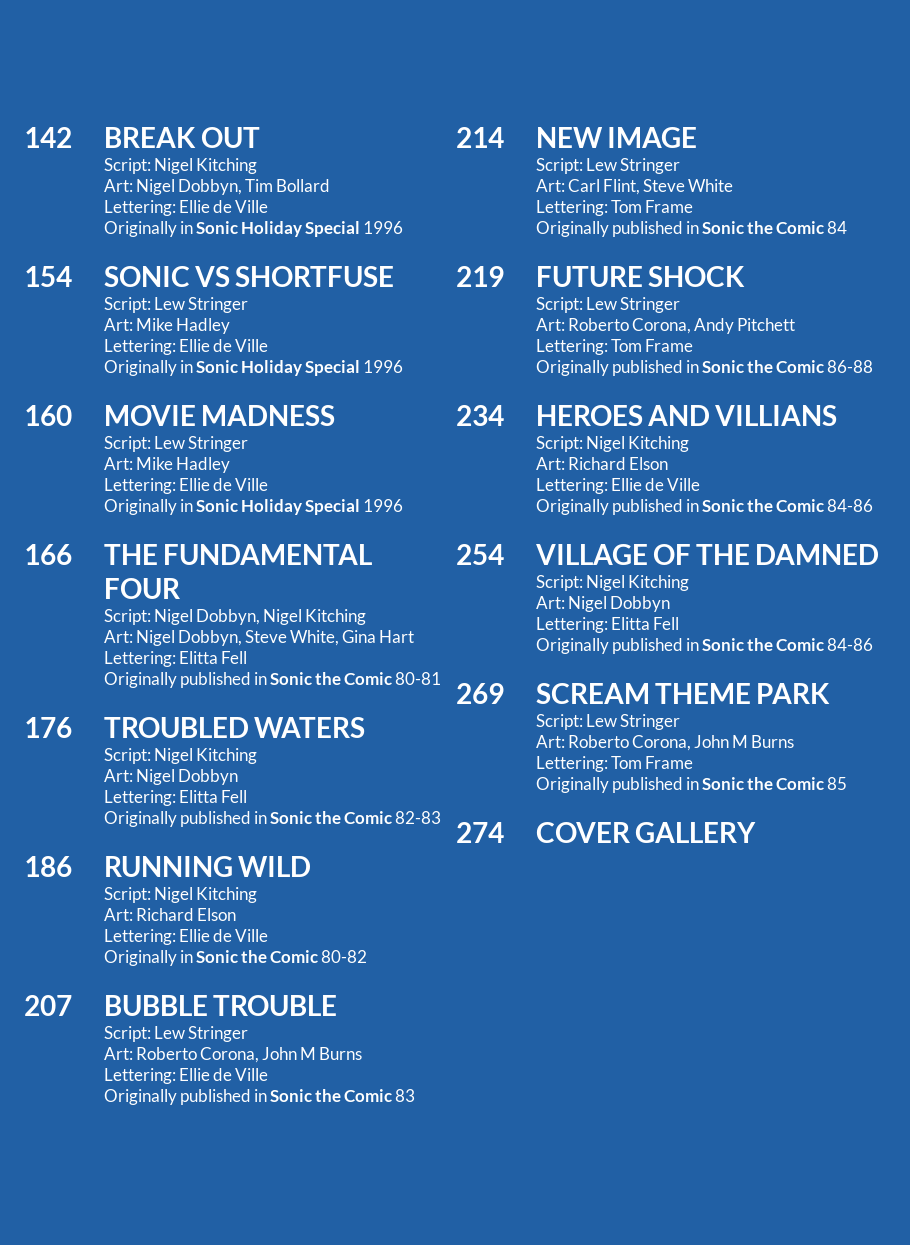 142 BREAK OUT
Script: Nigel Kitching
Art: Nigel Dobbyn, Tim Bollard
Lettering: Ellie de Ville
Originally in Sonic Holiday Special 1996
154 SONIC VS SHORTFUSE
Script: Lew Stringer
Art: Mike Hadley
Lettering: Ellie de Ville
Originally in Sonic Holiday Special 1996
160 MOVIE MADNESS
Script: Lew Stringer
Art: Mike Hadley
Lettering: Ellie de Ville
Originally in Sonic Holiday Special 1996
166 THE FUNDAMENTAL
FOUR
Script: Nigel Dobbyn, Nigel Kitching
Art: Nigel Dobbyn, Steve White, Gina Hart
Lettering: Elitta Fell
Originally published in Sonic the Comic 80-81
176 TROUBLED WATERS
Script: Nigel Kitching
Art: Nigel Dobbyn
Lettering: Elitta Fell
Originally published in Sonic the Comic 82-83
186 RUNNING WILD
Script: Nigel Kitching
Art: Richard Elson
Lettering: Ellie de Ville
Originally in Sonic the Comic 80-82
207 BUBBLE TROUBLE
Script: Lew Stringer
Art: Roberto Corona, John M Burns
Lettering: Ellie de Ville
Originally published in Sonic the Comic 83
214 NEW IMAGE
Script: Lew Stringer
Art: Carl Flint, Steve White
Lettering: Tom Frame
Originally published in Sonic the Comic 84
219 FUTURE SHOCK
Script: Lew Stringer
Art: Roberto Corona, Andy Pitchett
Lettering: Tom Frame
Originally published in Sonic the Comic 86-88
234 HEROES AND VILLIANS
Script: Nigel Kitching
Art: Richard Elson
Lettering: Ellie de Ville
Originally published in Sonic the Comic 84-86
254 VILLAGE OF THE DAMNED
Script: Nigel Kitching
Art: Nigel Dobbyn
Lettering: Elitta Fell
Originally published in Sonic the Comic 84-86
269 SCREAM THEME PARK
Script: Lew Stringer
Art: Roberto Corona, John M Burns
Lettering: Tom Frame
Originally published in Sonic the Comic 85
274 COVER GALLERY